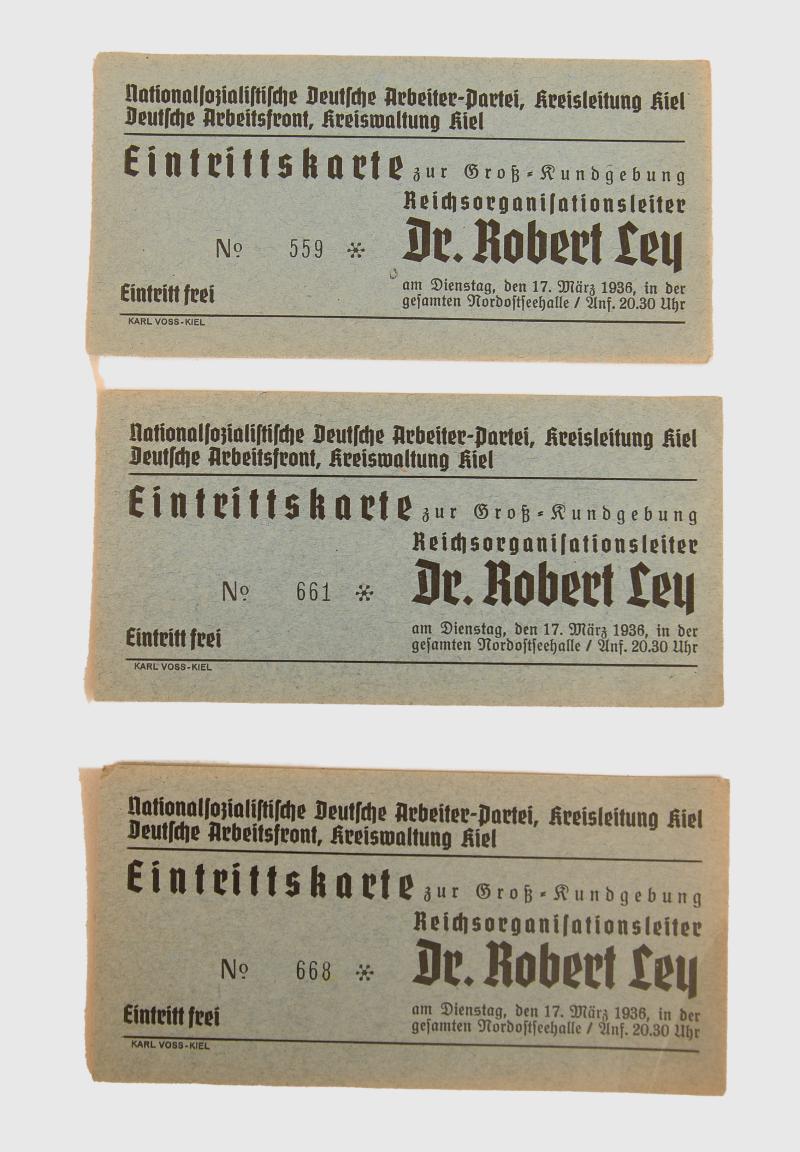 Nationalsozialistische Deutsche Arbeiter-Partei, Kreisleitung Kiel
Deutsche Arbeitsfront, Kreiswaltung Kiel
Eintrittskarte zur Groß-Kundgebung
Reichsorganisationsleiter
Nº 559 * Dr. Robert Ley
Eintritt frei
am Dienstag, den 17. März 1936, in der
gesamten Nordostseehalle / Anf. 20.30 Uhr
KARL VOSS-KIEL
Nationalsozialistische Deutsche Arbeiter-Partei, Kreisleitung Kiel
Deutsche Arbeitsfront, Kreiswaltung Kiel
Eintrittskarte zur Groß-Kundgebung
Reichsorganisationsleiter
Nº 661 * Dr. Robert Ley
Eintritt frei
am Dienstag, den 17. März 1936, in der
gesamten Nordostseehalle / Anf. 20.30 Uhr
KARL VOSS-KIEL
Nationalsozialistische Deutsche Arbeiter-Partei, Kreisleitung Kiel
Deutsche Arbeitsfront, Kreiswaltung Kiel
Eintrittskarte zur Groß-Kundgebung
Reichsorganisationsleiter
Nº 668 * Dr. Robert Ley
Eintritt frei
am Dienstag, den 17. März 1936, in der
gesamten Nordostseehalle / Anf. 20.30 Uhr
KARL VOSS-KIEL